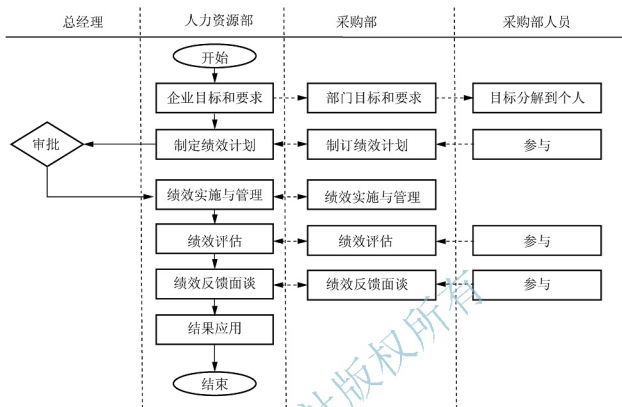 总经理 人力资源部 采购部 采购部人员
开始
企业目标和要求 部门目标和要求 目标分解到个人
审批 制定绩效计划 制订绩效计划 参与
绩效实施与管理 绩效实施与管理
绩效评估 绩效评估 参与
绩效反馈面谈 绩效反馈面谈 参与
结果应用
结束
社版权所有